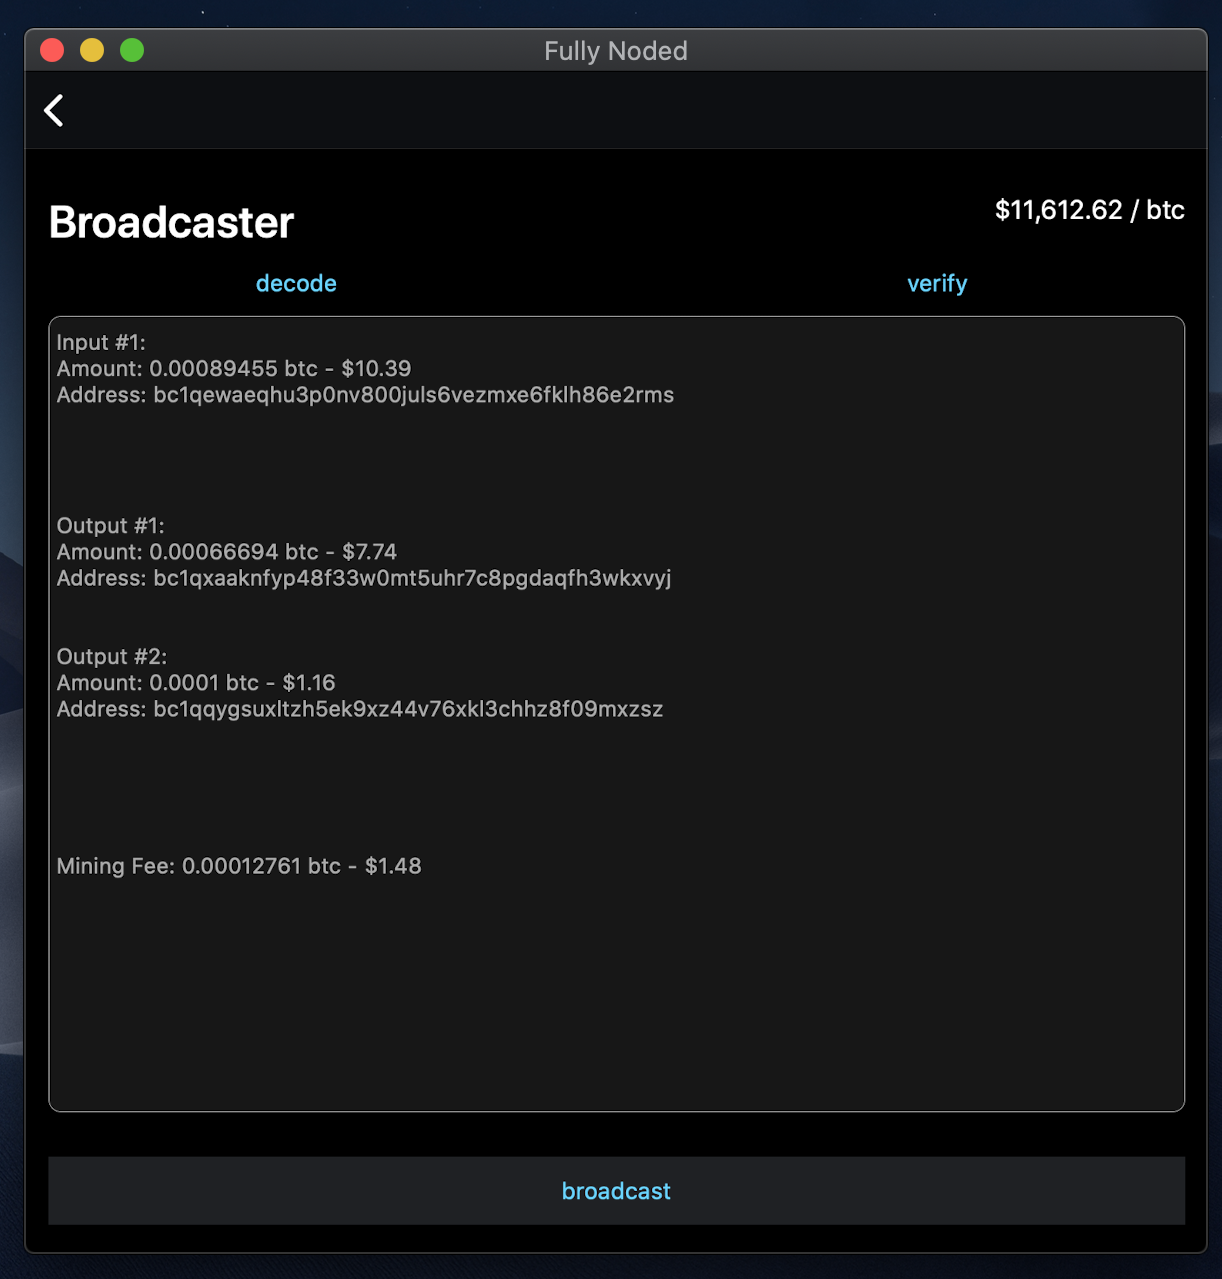 Fully Noded
Broadcaster
$11,612.62 / btc
decode
verify
Input #1:
Amount: 0.00089455 btc - $10.39
Address: bc1qewaeqhu3p0nv800juls6vezmxe6fklh86e2rms
Output #1:
Amount: 0.00066694 btc - $7.74
Address: bc1qxaaknfyp48f33w0mt5uhr7c8pgdaqfh3wkxvyj
Output #2:
Amount: 0.0001 btc - $1.16
Address: bc1qqygsuxltzh5ek9xz44v76xkl3chhz8f09mxzsz
Mining Fee: 0.00012761 btc - $1.48
broadcast